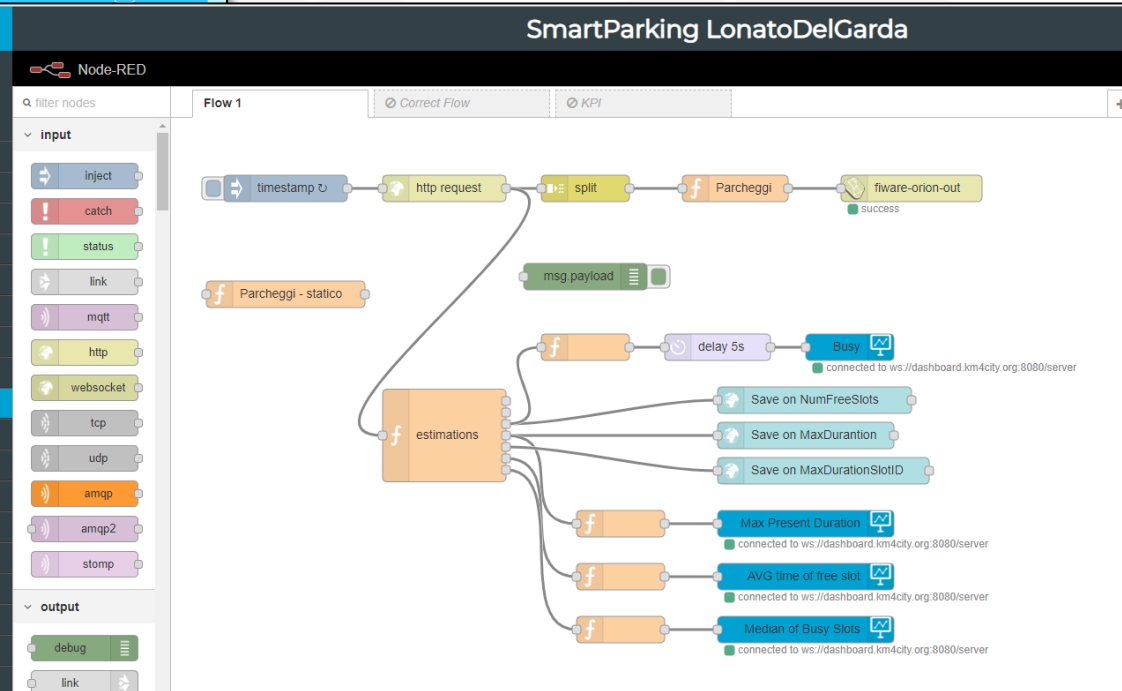 SmartParking LonatoDelGarda
Node-RED
filter nodes
Flow 1
Correct Flow
KPI
input
inject
catch
status
link
mqtt
http
websocket
tcp
udp
amqp
amqp2
stomp
output
debug
link
timestamp ↻
http request
split
Parcheggi
fiware-orion-out
success
msg.payload
Parcheggi - statico
delay 5s
Busy
connected to ws://dashboard.km4city.org:8080/server
estimations
Save on NumFreeSlots
Save on MaxDurantion
Save on MaxDurationSlotID
Max Present Duration
connected to ws://dashboard.km4city.org:8080/server
AVG time of free slot
connected to ws://dashboard.km4city.org:8080/server
Median of Busy Slots
connected to ws://dashboard.km4city.org:8080/server